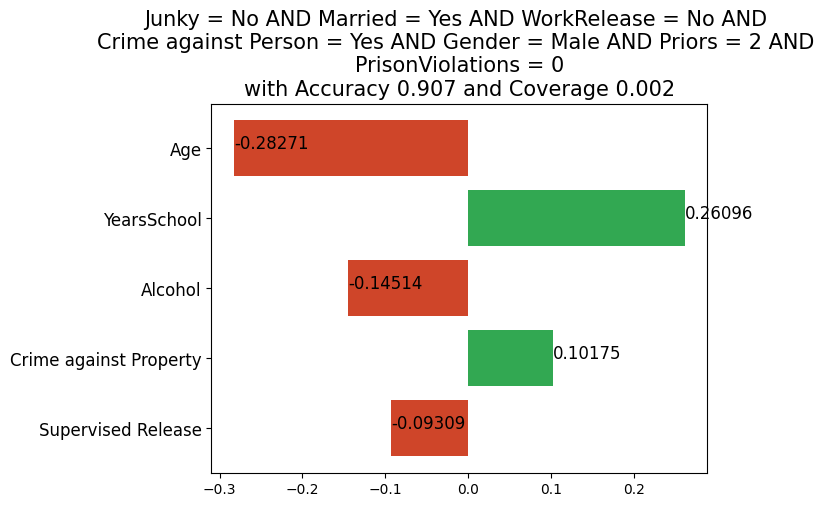 Junky = No AND Married = Yes AND WorkRelease = No AND
Crime against Person = Yes AND Gender = Male AND Priors = 2 AND
PrisonViolations = 0
with Accuracy 0.907 and Coverage 0.002
Age
-0.28271
YearsSchool
0.26096
Alcohol
-0.14514
Crime against Property
0.10175
Supervised Release
-0.09309
−0.3 −0.2 −0.1 0.0 0.1 0.2